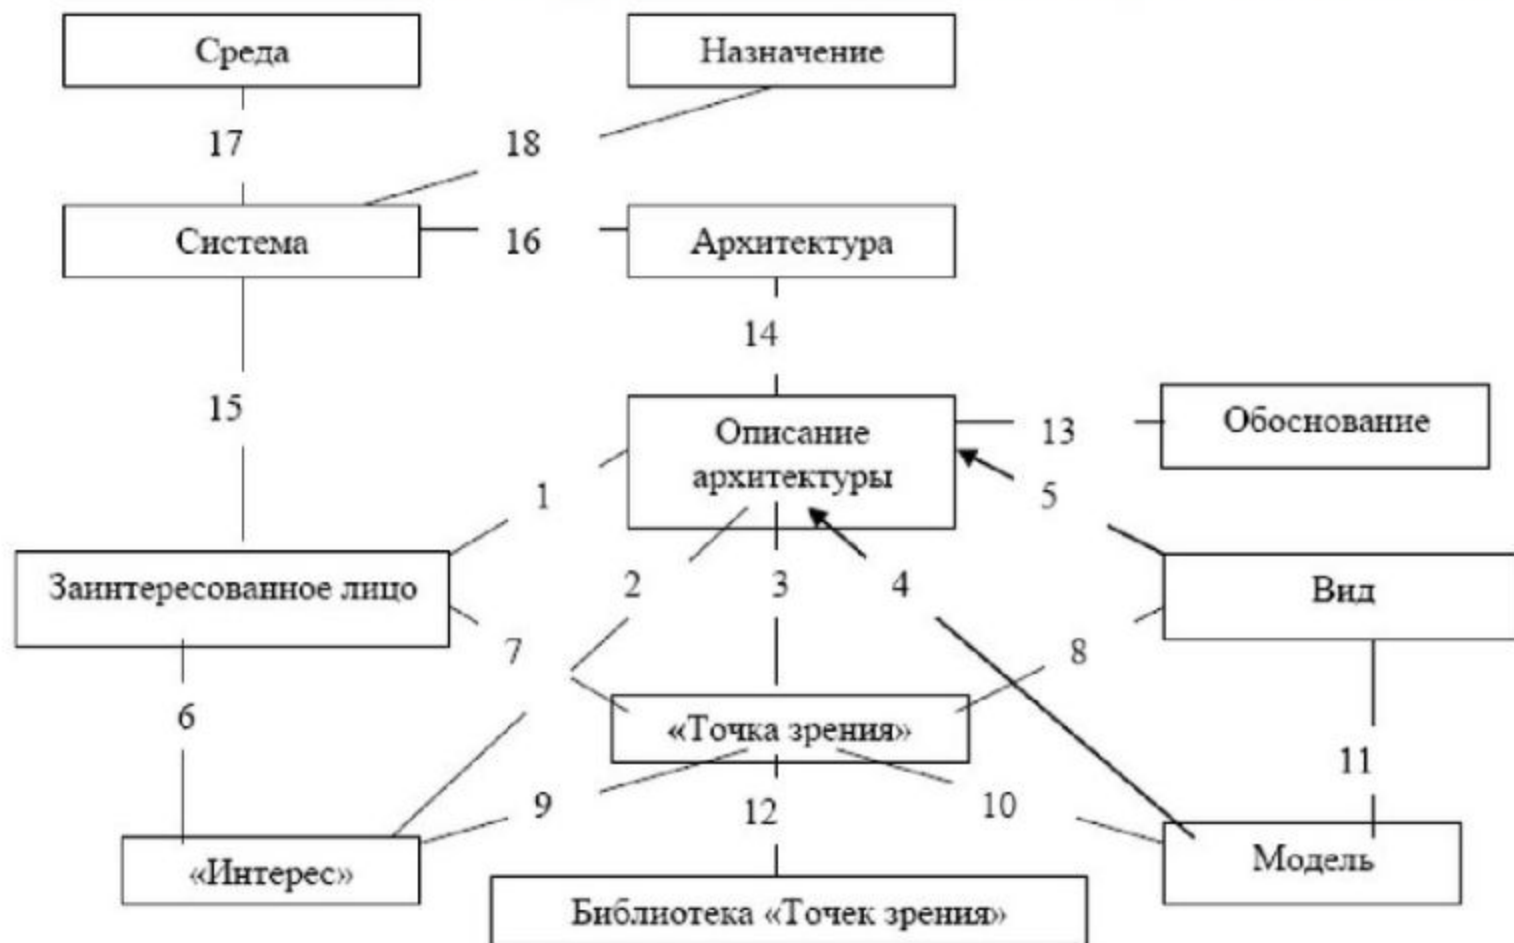 Среда
Назначение
17
18
Система
16
Архитектура
14
15
Описание
архитектуры
13
Обоснование
1
5
Заинтересованное лицо
2
3
4
Вид
7
8
6
«Точка зрения»
9
12
10
11
«Интерес»
Модель
Библиотека «Точек зрения»